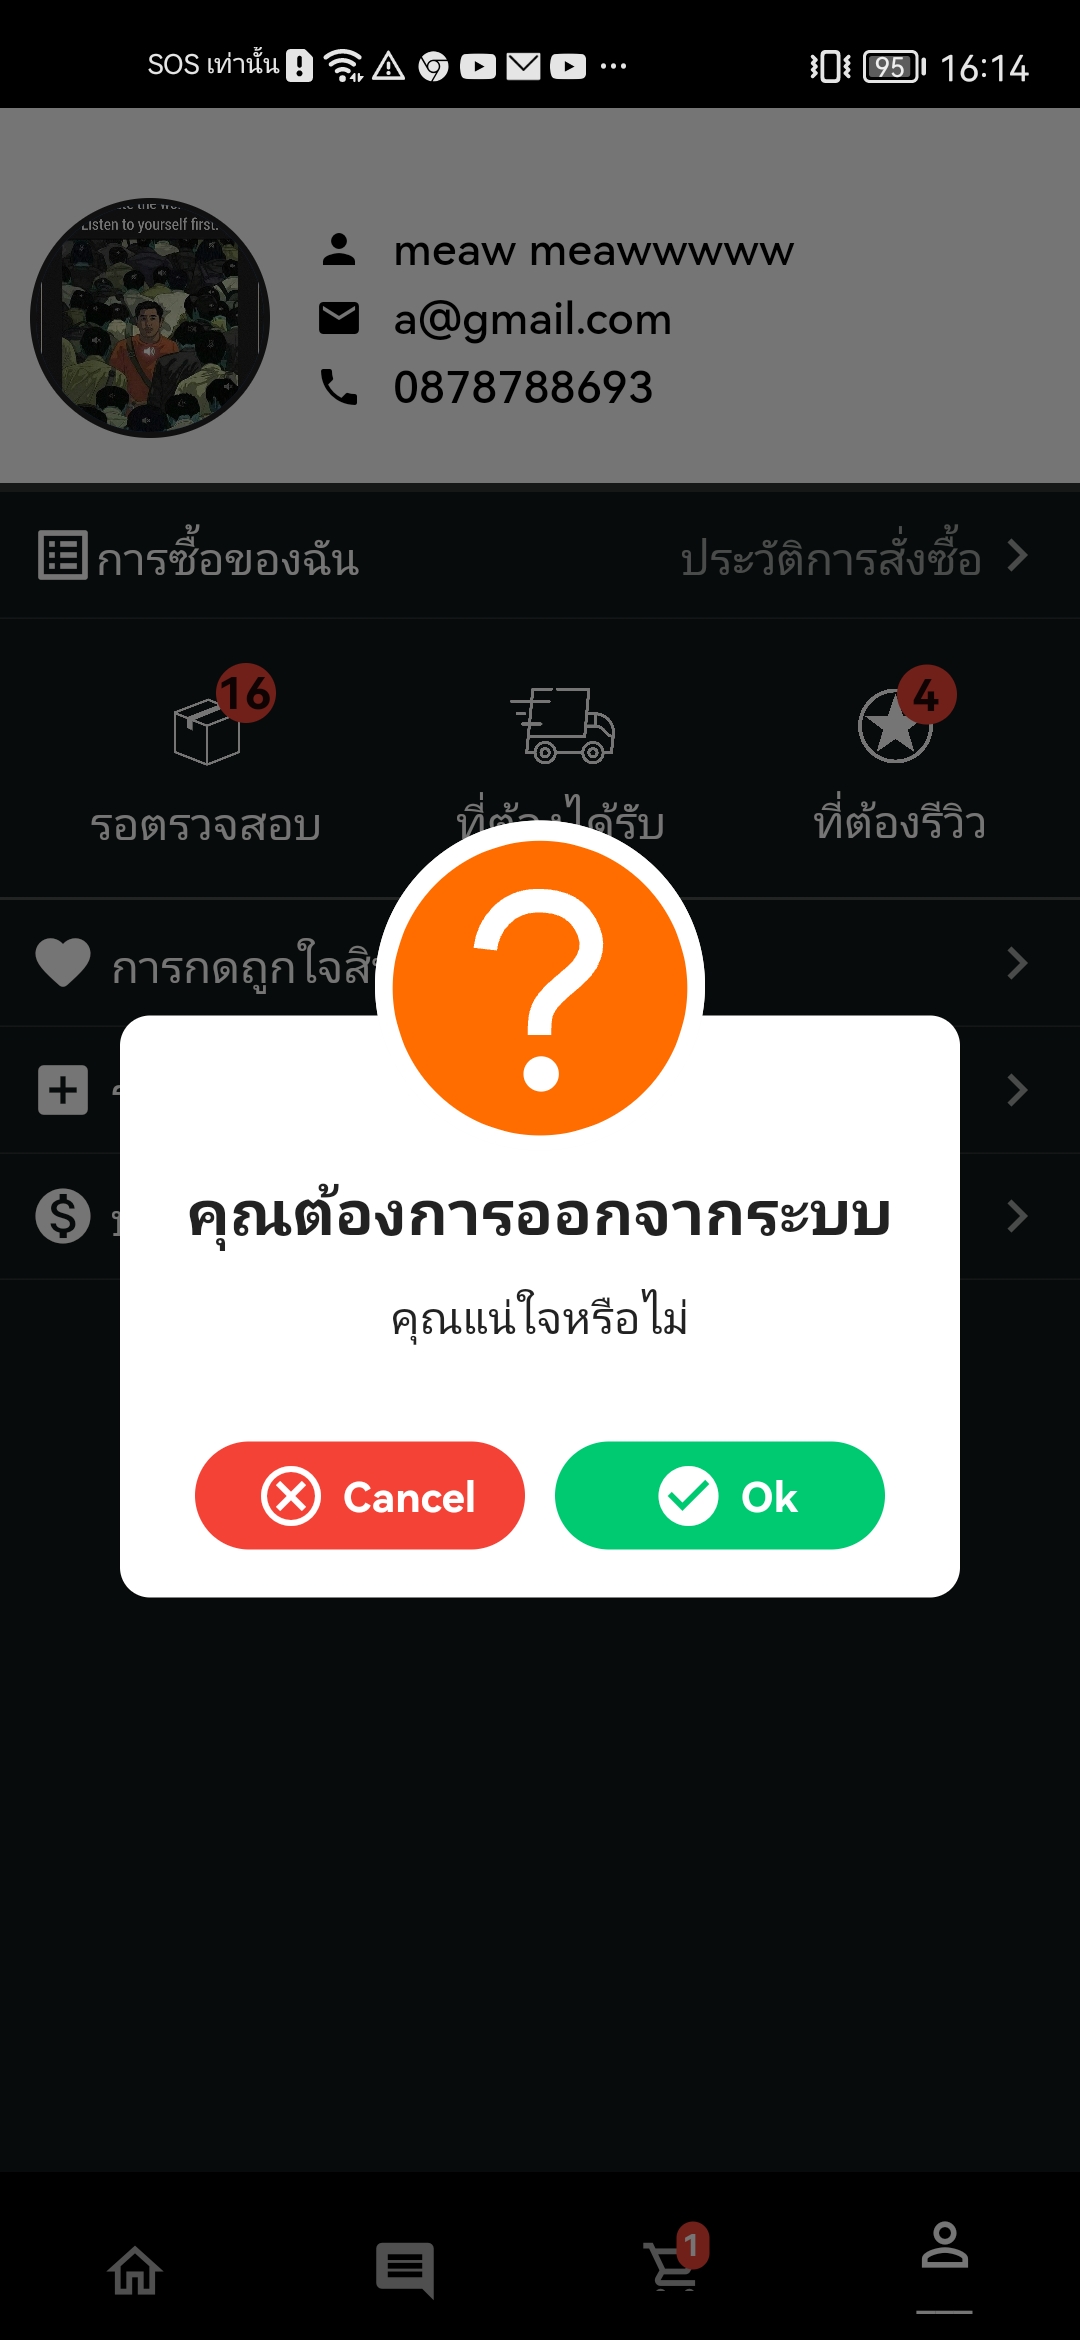 SOS เท่านั้น
95 16:14
Listen to yourself first.
meaw meawwwww
a@gmail.com
0878788693
การซื้อของฉัน
ประวัติการสั่งซื้อ
16
4
รอตรวจสอบ
ที่ต้องได้รับ
ที่ต้องรีวิว
การกดถูกใจ
คุณต้องการออกจากระบบ
คุณแน่ใจหรือไม่
Cancel
Ok
1